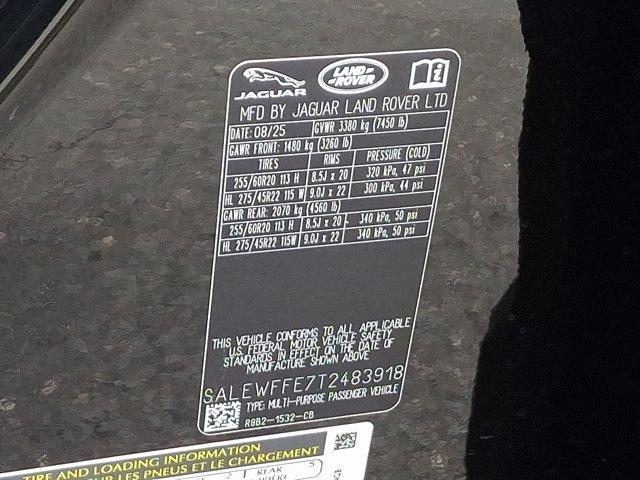 JAGUAR LAND ROVER
MFD BY JAGUAR LAND ROVER LTD
DATE: 08/25 GVWR 3380 kg (7450 lb)
GAWR FRONT: 1480 kg (3260 lb)
TIRES RIMS PRESSURE (COLD)
255/60R20 113 H 8.5J x 20 320 kPa, 47 psi
HL 275/45R22 115 W 9.0J x 22 300 kPa, 44 psi
GAWR REAR: 2070 kg (4560 lb)
255/60R20 113 H 8.5J x 20 340 kPa, 50 psi
HL 275/45R22 115W 9.0J x 22 340 kPa, 50 psi
THIS VEHICLE CONFORMS TO ALL APPLICABLE
U.S. FEDERAL MOTOR VEHICLE SAFETY
STANDARDS IN EFFECT ON THE DATE OF
MANUFACTURE SHOWN ABOVE
SALEWFFE7T2483918
TYPE: MULTI-PURPOSE PASSENGER VEHICLE
R8B2-1532-CB
TIRE AND LOADING INFORMATION
SUR LES PNEUS ET LE CHARGEMENT
2 REAR 5